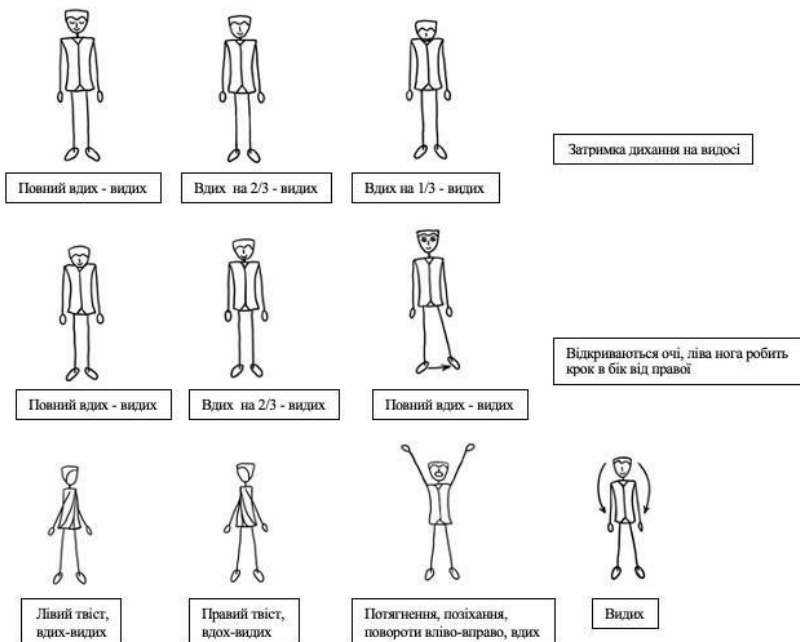 Повний вдих - видих
Вдих на 2/3 - видих
Вдих на 1/3 - видих
Затримка дихання на видосі
Повний вдих - видих
Вдих на 2/3 - видих
Повний вдих - видих
Відкриваються очі, ліва нога робить
крок в бік від правої
Лівий твіст,
вдих-видих
Правий твіст,
вдох-видих
Потягнення, позіхання,
повороти вліво-вправо, вдих
Видих